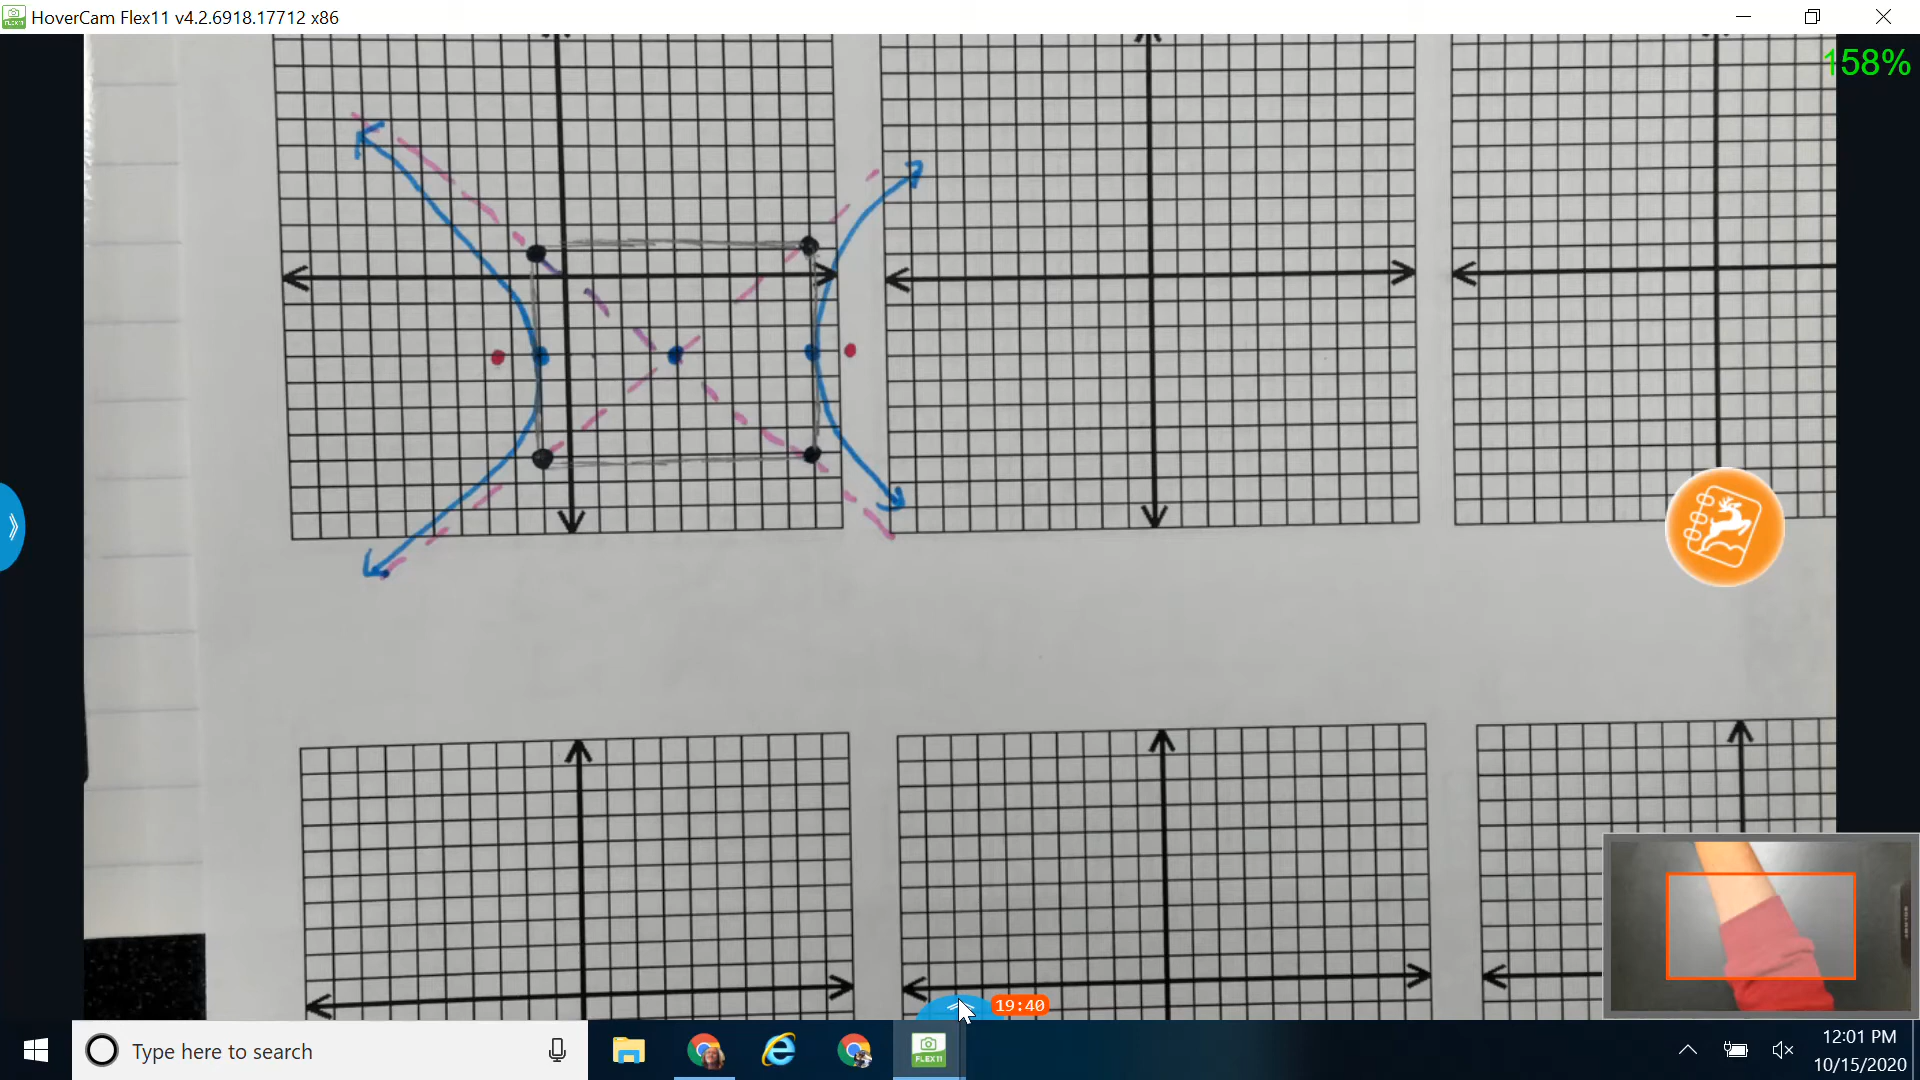 HoverCam Flex11 v4.2.6918.17712 x86
158%
19:40
Type here to search
FLEX11
12:01 PM
10/15/2020